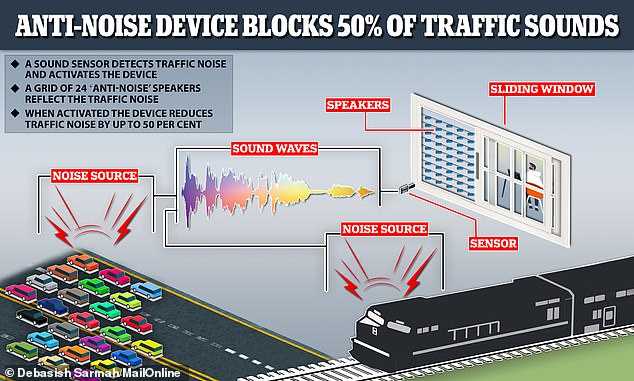 ANTI-NOISE DEVICE BLOCKS 50% OF TRAFFIC SOUNDS
◆ A SOUND SENSOR DETECTS TRAFFIC NOISE
AND ACTIVATES THE DEVICE
◆ A GRID OF 24 'ANTI-NOISE' SPEAKERS
REFLECT THE TRAFFIC NOISE
◆ WHEN ACTIVATED THE DEVICE REDUCES
TRAFFIC NOISE BY UP TO 50 PER CENT
SPEAKERS
SLIDING WINDOW
SOUND WAVES
NOISE SOURCE
NOISE SOURCE
SENSOR
© Debasish Sarmah/MailOnline